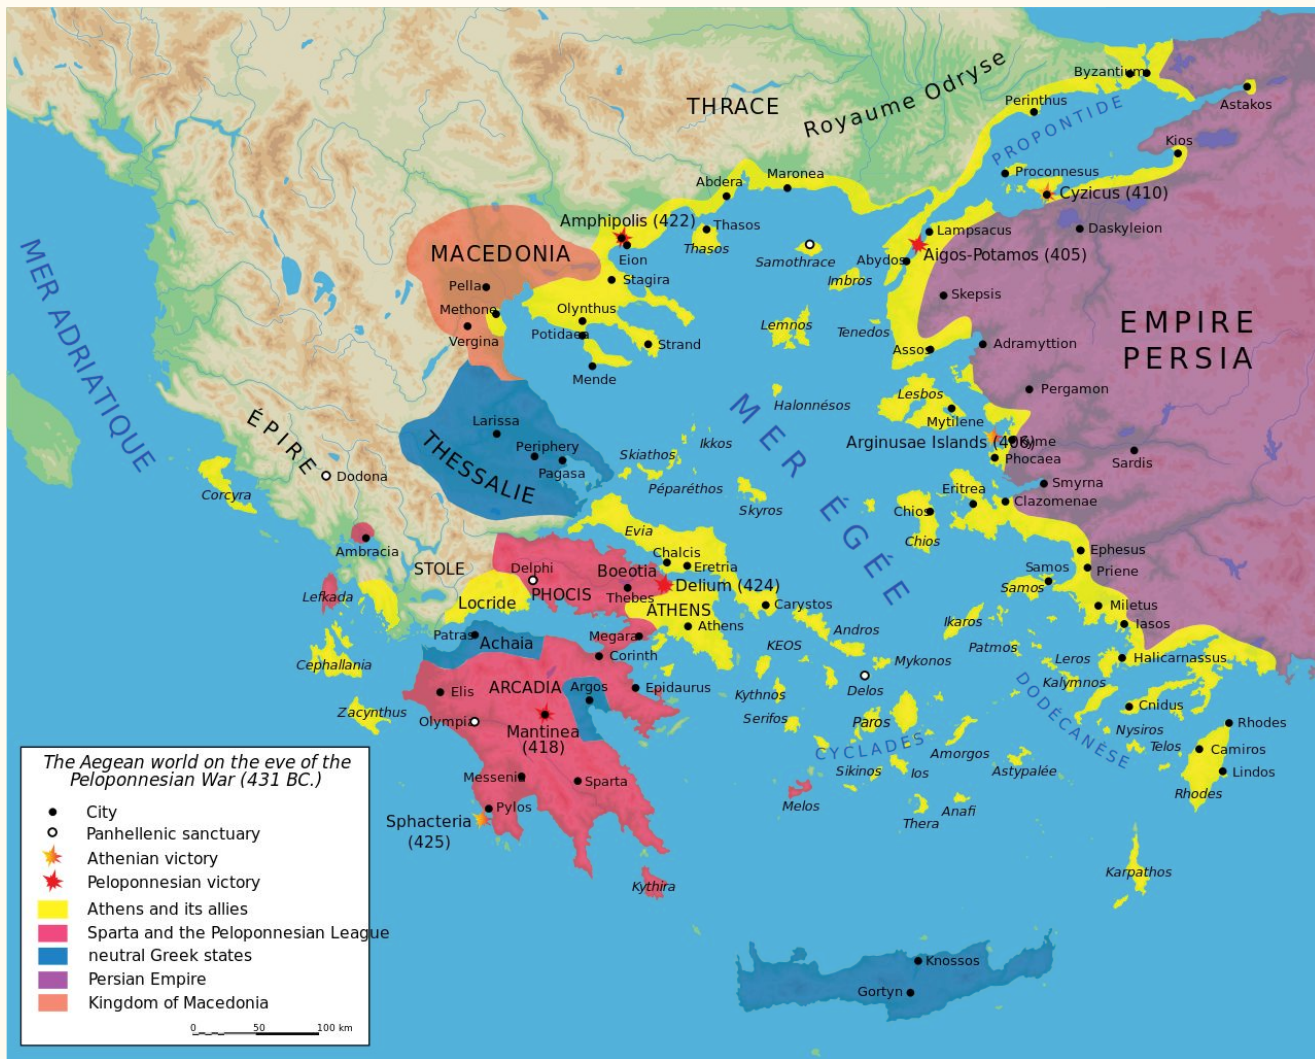 THRACE
Royaume Odryse
Byzantium
Astakos
Perinthus
PROPONTIDE
Kios
Proconnesus
Cyzicus (410)
Abdera
Maronea
Amphipolis (422)
Thasos
Thasos
Eion
MACEDONIA
Samothrace
Lampsacus
Daskyleion
Aigos-Potamos (405)
Abydos
Imbros
Stagira
Pella
Methone
Olynthus
Skepsis
Vergina
Potidaea
Strand
Lemnos
Tenedos
EMPIRE
PERSIA
Mende
Assos
Adramyttion
MER ADRIATIQUE
Pergamon
Lesbos
Halonnésos
Mytilene
MER ÉGÉE
Larissa
THESSALIE
Periphery
Pagasa
Ikkos
Arginusae Islands (406)
Kyme
Phocaea
Sardis
ÉPIRE
Skiathos
Dodona
Péparéthos
Smyrna
Corcyra
Skyros
Eritrea
Clazomenae
Chios
Chios
Evia
Ambracia
Chalcis
Eretria
Ephesus
STOLE
Delphi
Boeotia
Priene
Samos
Samos
Delium (424)
PHOCIS
Thebes
Lefkada
Locride
ATHENS
Carystos
Miletus
Athens
Iasos
Ikaros
Patras
Achaia
Megara
Andros
KEOS
Patmos
Corinth
Mykonos
Leros
Halicarnassus
Cephallania
Delos
Kalymnos
Elis
ARCADIA
Argos
Epidaurus
Kythnos
DODÉCANÈSE
Zacynthus
Olympia
Serifos
Paros
Cnidus
Mantinea
(418)
Nysiros
Rhodes
CYCLADES
Amorgos
Telos
Camiros
Astypalée
Messenia
Sparta
Sikinos
Ios
Lindos
Rhodes
Melos
Pylos
Thera
Anafi
Sphacteria
(425)
Karpathos
Kythira
Knossos
Gortyn
The Aegean world on the eve of the
Peloponnesian War (431 BC.)
City
Panhellenic sanctuary
Athenian victory
Peloponnesian victory
Athens and its allies
Sparta and the Peloponnesian League
neutral Greek states
Persian Empire
Kingdom of Macedonia
0 50 100 km